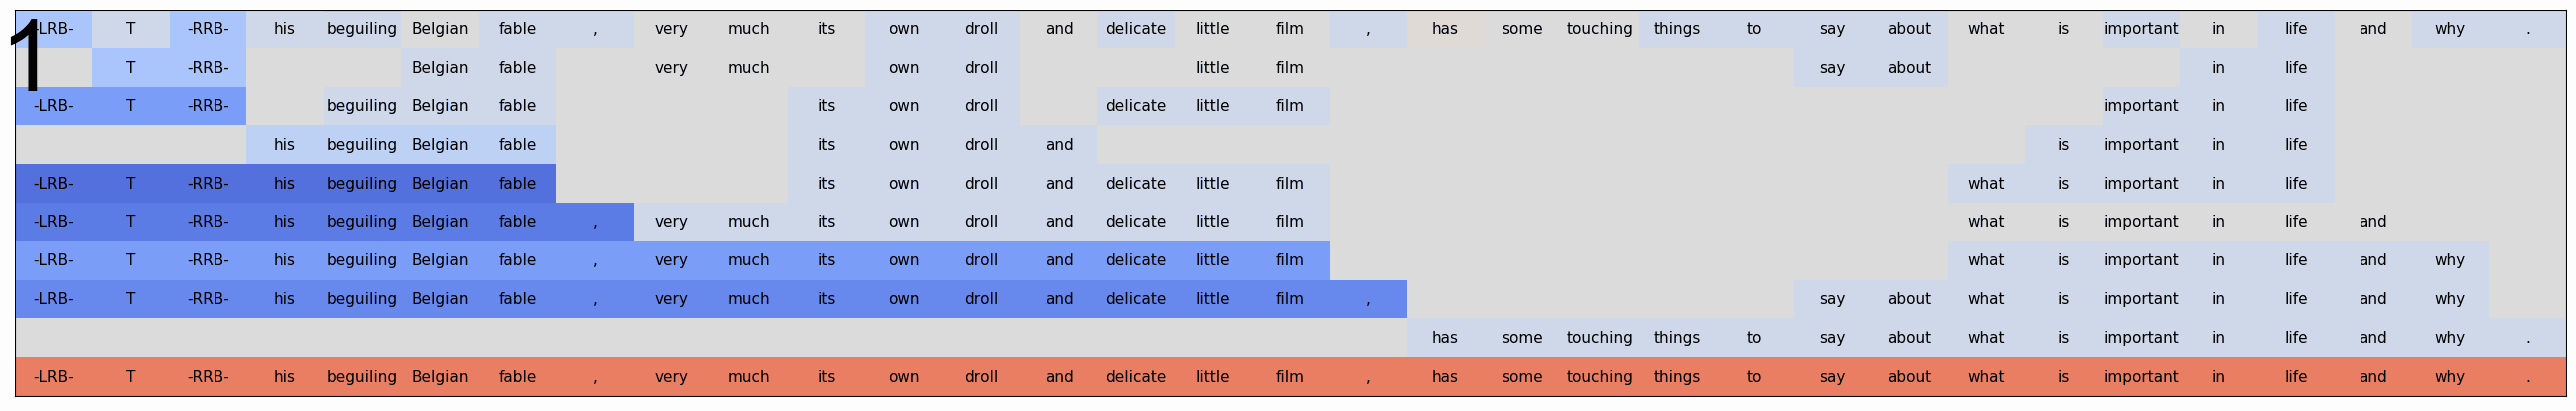 1
-LRB- T -RRB- his beguiling Belgian fable , very much its own droll and delicate little film , has some touching things to say about what is important in life and why .
T -RRB- Belgian fable very much own droll little film say about in life
-LRB- T -RRB- beguiling Belgian fable its own droll delicate little film important in life
his beguiling Belgian fable its own droll and is important in life
-LRB- T -RRB- his beguiling Belgian fable its own droll and delicate little film what is important in life
-LRB- T -RRB- his beguiling Belgian fable , very much its own droll and delicate little film what is important in life and
-LRB- T -RRB- his beguiling Belgian fable , very much its own droll and delicate little film what is important in life and why
-LRB- T -RRB- his beguiling Belgian fable , very much its own droll and delicate little film , say about what is important in life and why
has some touching things to say about what is important in life and why .
-LRB- T -RRB- his beguiling Belgian fable , very much its own droll and delicate little film , has some touching things to say about what is important in life and why .